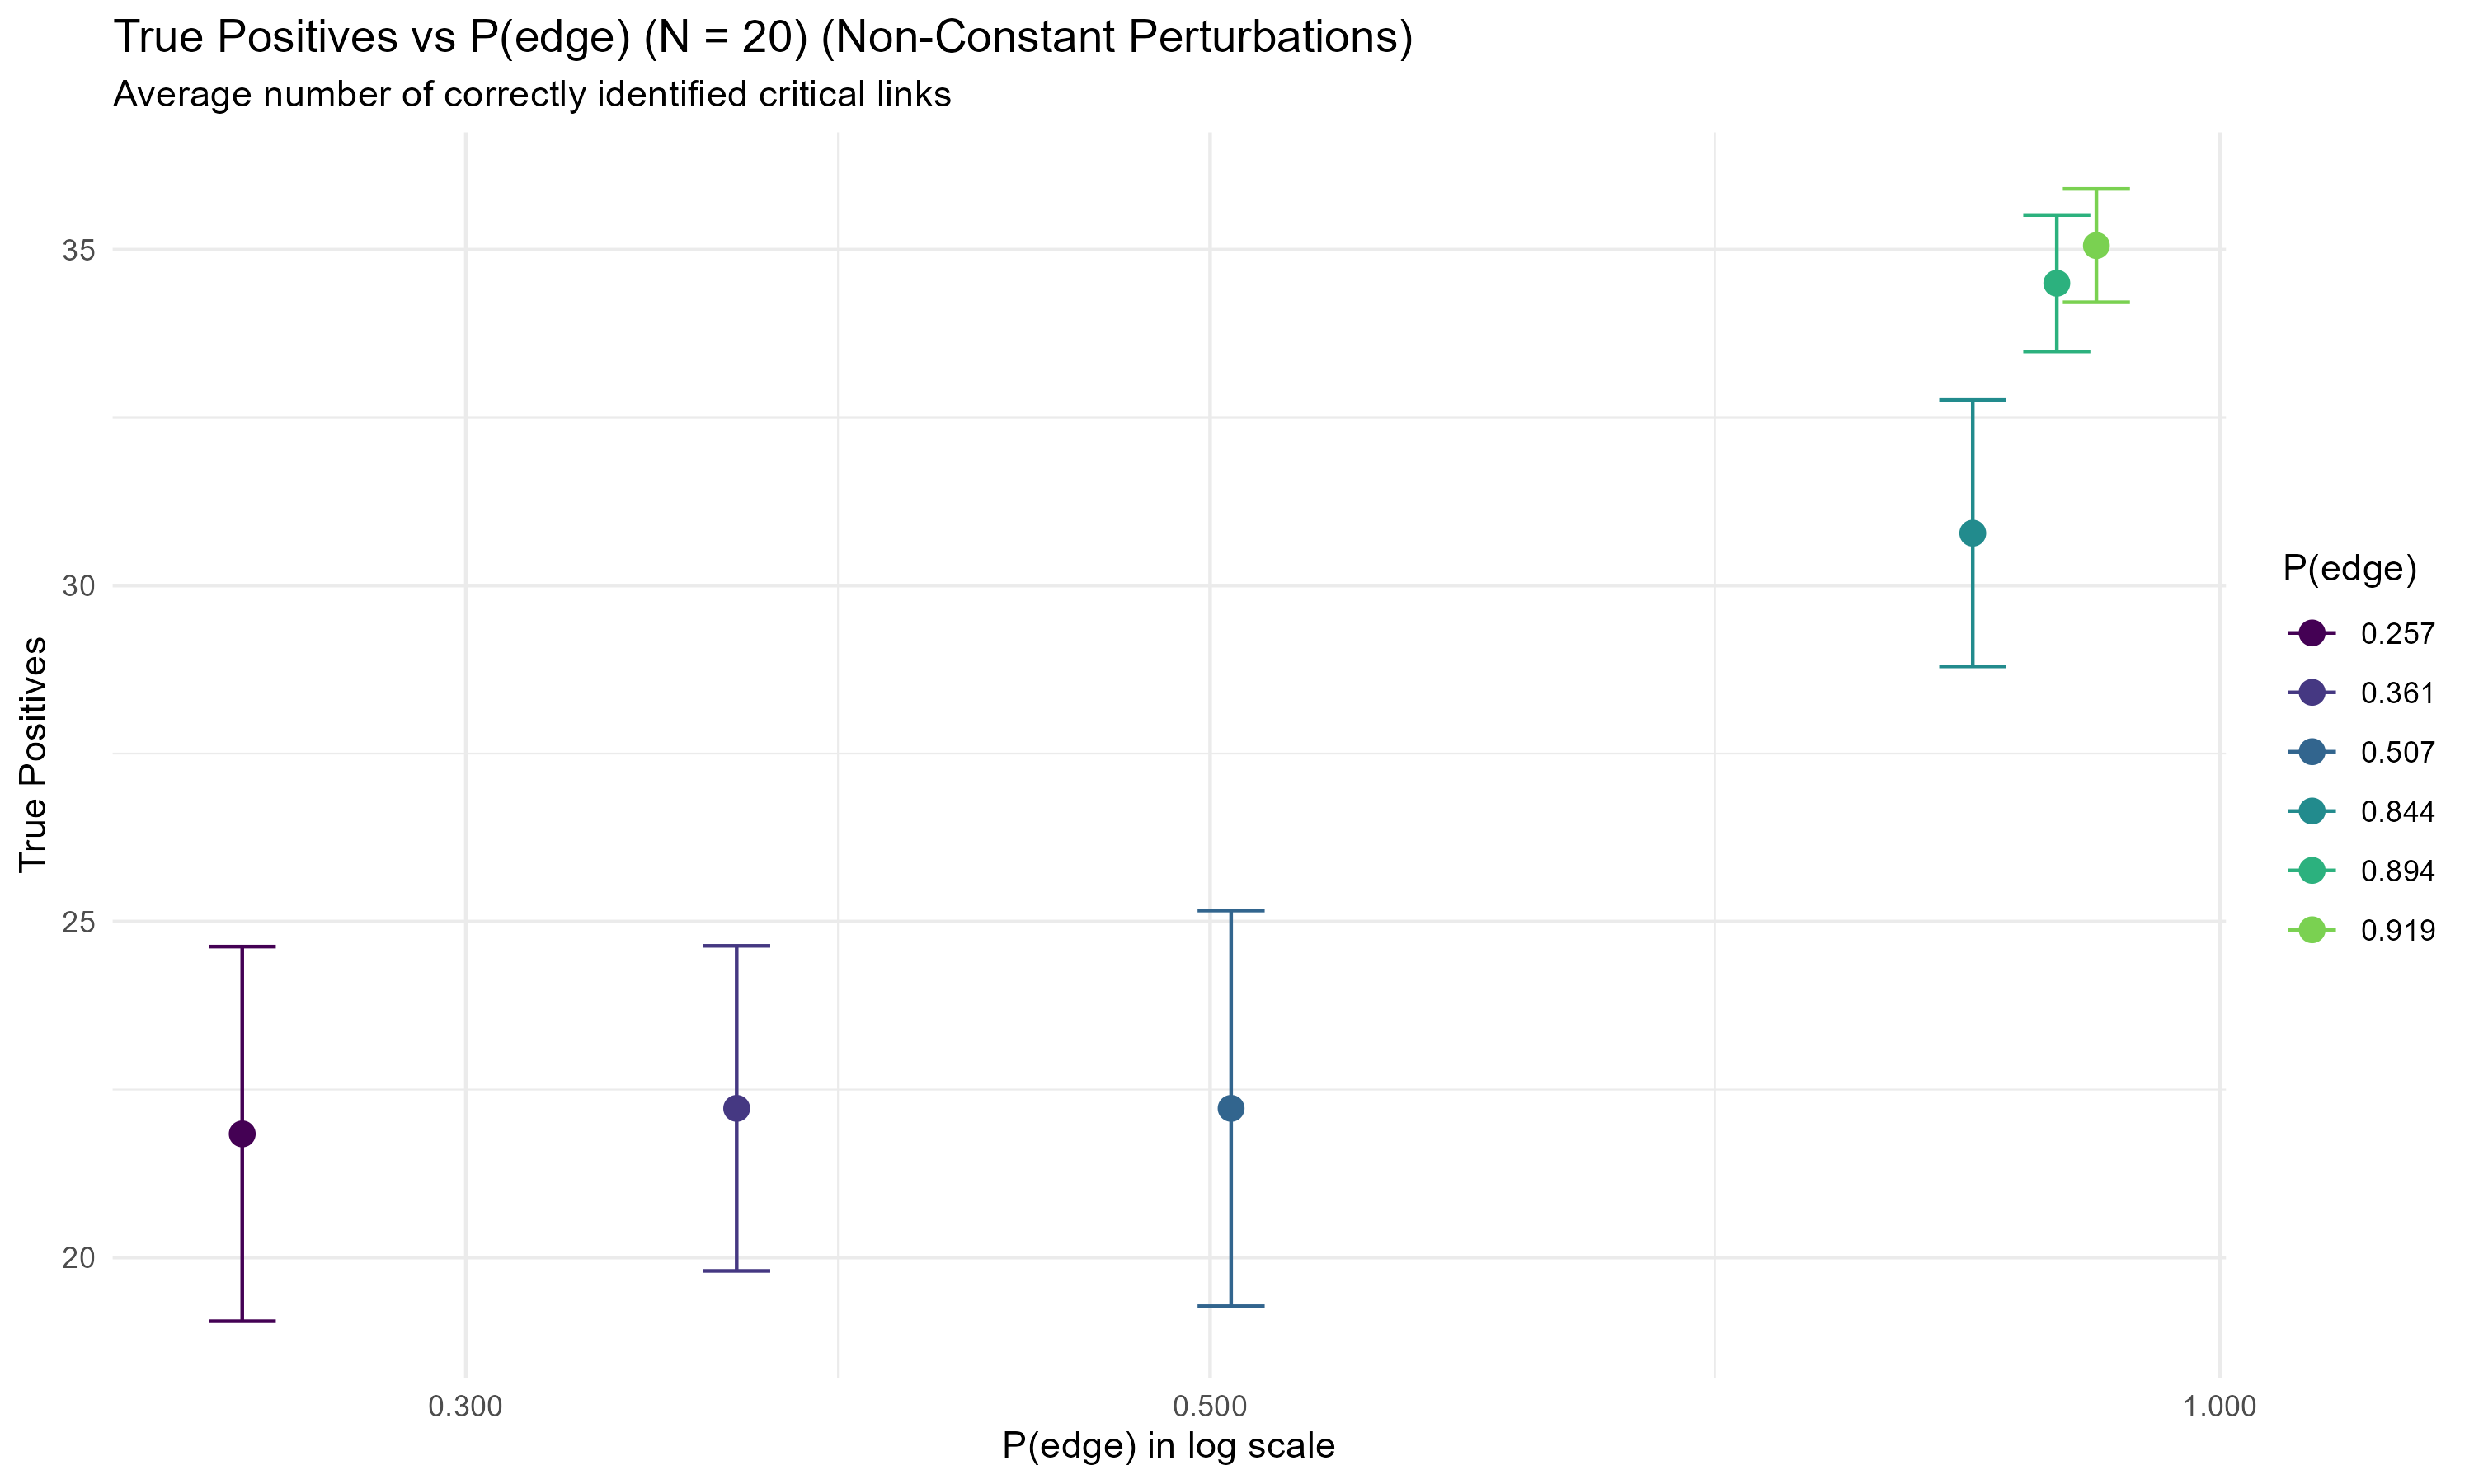 True Positives vs P(edge) (N = 20) (Non-Constant Perturbations)
Average number of correctly identified critical links
True Positives
35
30
25
20
0.300
0.500
1.000
P(edge) in log scale
P(edge)
0.257
0.361
0.507
0.844
0.894
0.919